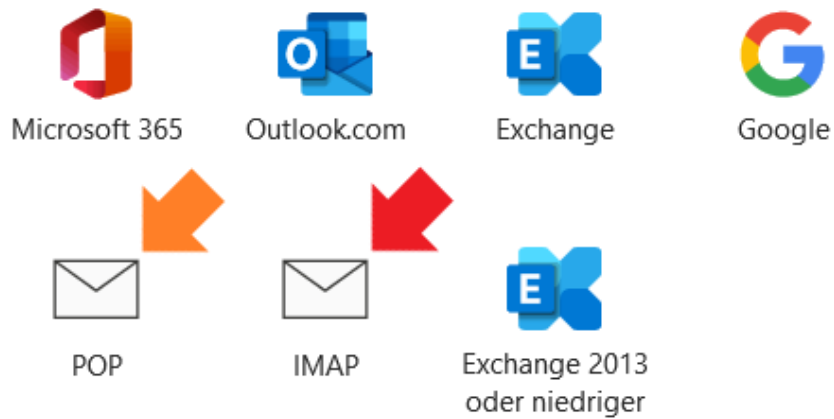 Microsoft 365
Outlook.com
Exchange
Google
POP
IMAP
Exchange 2013
oder niedriger